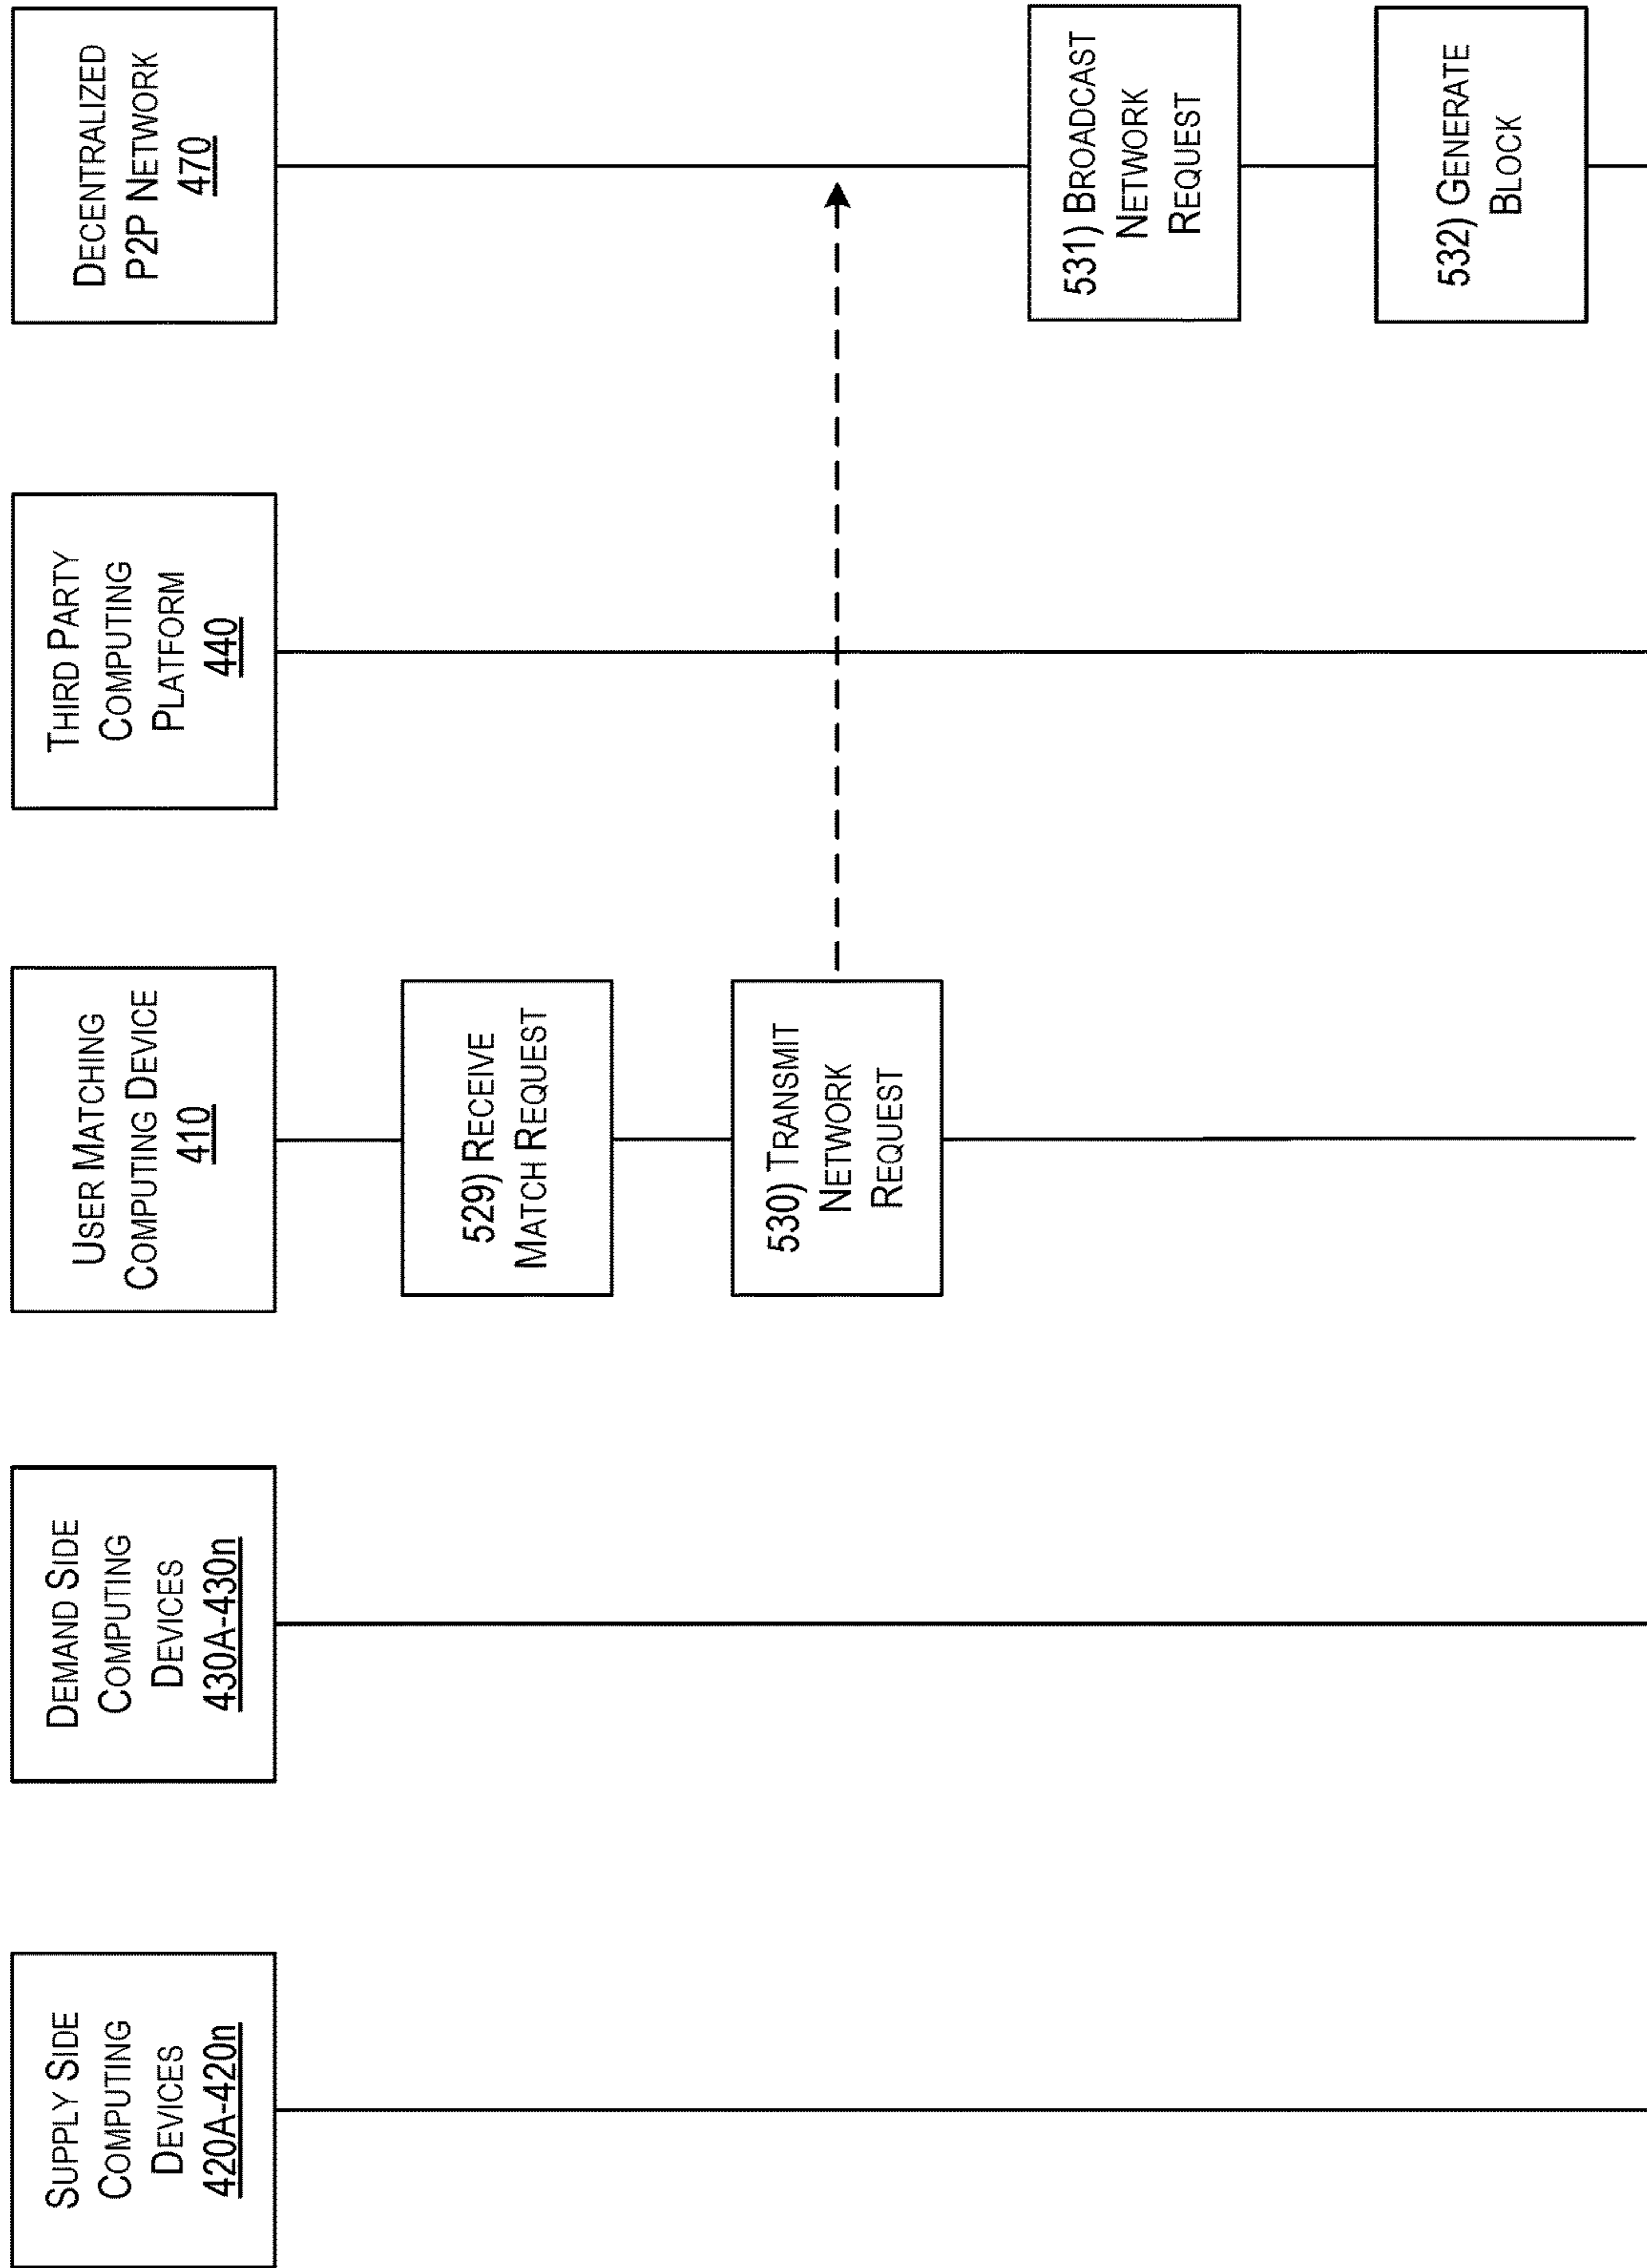 SUPPLY SIDE
COMPUTING
DEVICES
420A-420n
DEMAND SIDE
COMPUTING
DEVICES
430A-430n
USER MATCHING
COMPUTING DEVICE
410
THIRD PARTY
COMPUTING
PLATFORM
440
DECENTRALIZED
P2P NETWORK
470
529) RECEIVE
MATCH REQUEST
530) TRANSMIT
NETWORK
REQUEST
531) BROADCAST
NETWORK
REQUEST
532) GENERATE
BLOCK